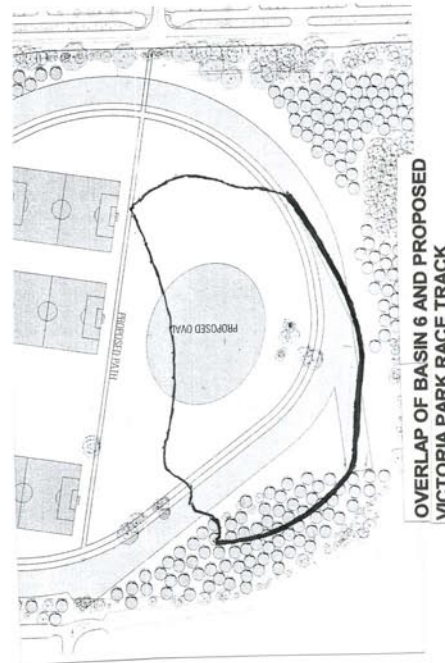 PROPOSED PATH
PROPOSED OVAL
OVERLAP OF BASIN 6 AND PROPOSED
VICTORIA PARK RACE TRACK